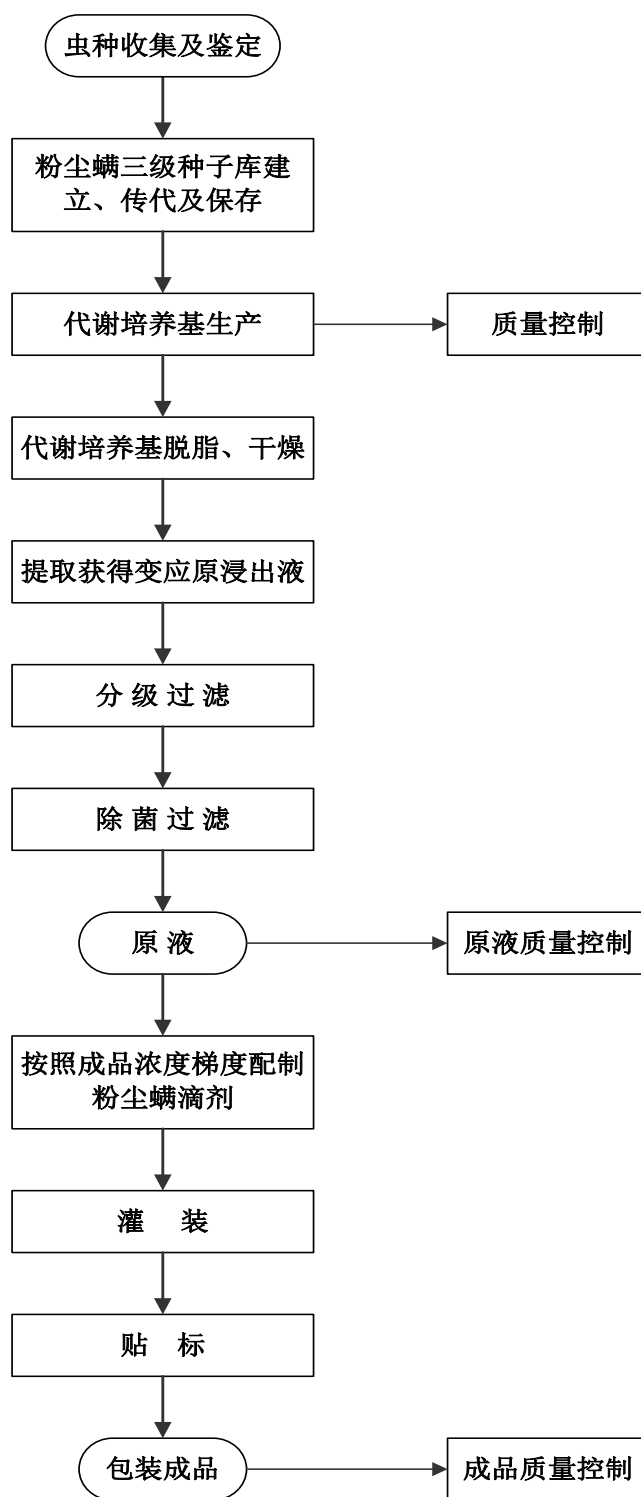 虫种收集及鉴定
粉尘螨三级种子库建
立、传代及保存
代谢培养基生产
质量控制
代谢培养基脱脂、干燥
提取获得变应原浸出液
分 级 过 滤
除 菌 过 滤
原 液
原液质量控制
按照成品浓度梯度配制
粉尘螨滴剂
灌 装
贴 标
包装成品
成品质量控制